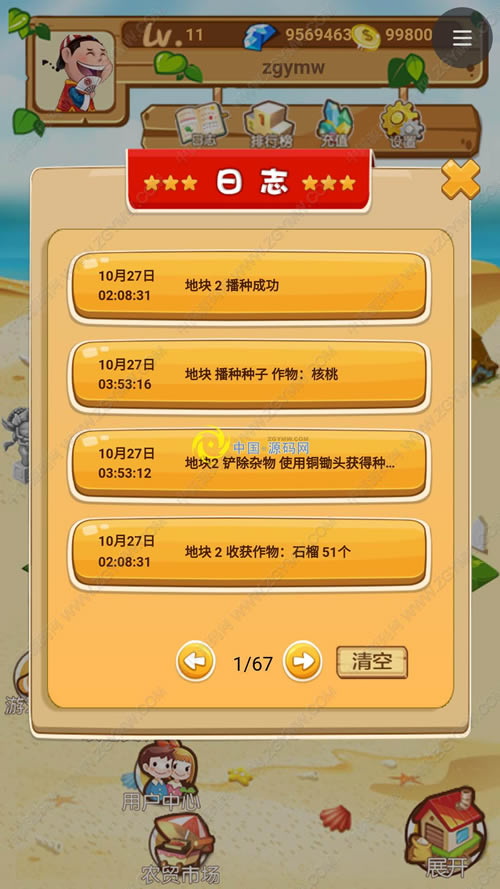 Lv.11
9569463
99800
zgymw
日志
排行榜
充值
设置
日志
10月27日
02:08:31
地块 2 播种成功
10月27日
03:53:16
地块 播种种子 作物：核桃
10月27日
03:53:12
地块2 铲除杂物 使用铜锄头获得种...
ZGYMW.COM
中国·源码网
10月27日
02:08:31
地块 2 收获作物：石榴 51个
1/67
清空
用户中心
农贸市场
展开